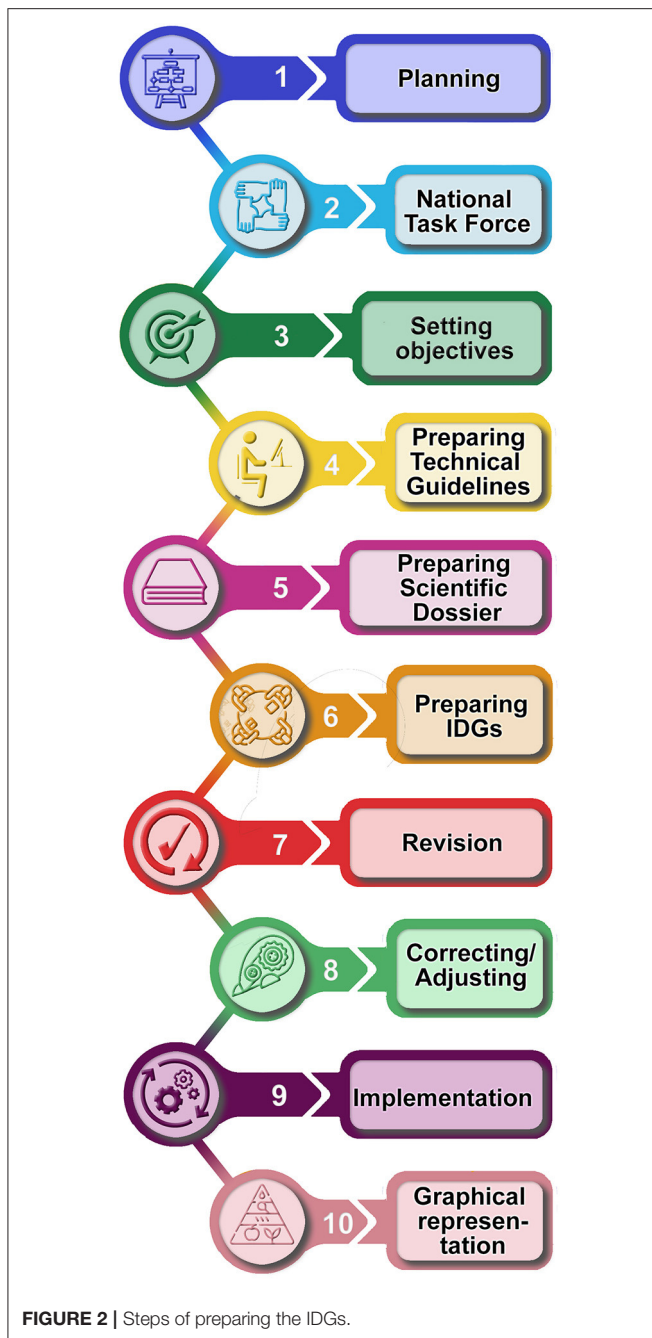 1
Planning
2
National
Task Force
3
Setting
objectives
4
Preparing
Technical
Guidelines
5
Preparing
Scientific
Dossier
6
Preparing
IDGs
7
Revision
8
Correcting/
Adjusting
9
Implementation
10
Graphical
represen-
tation
FIGURE 2 | Steps of preparing the IDGs.